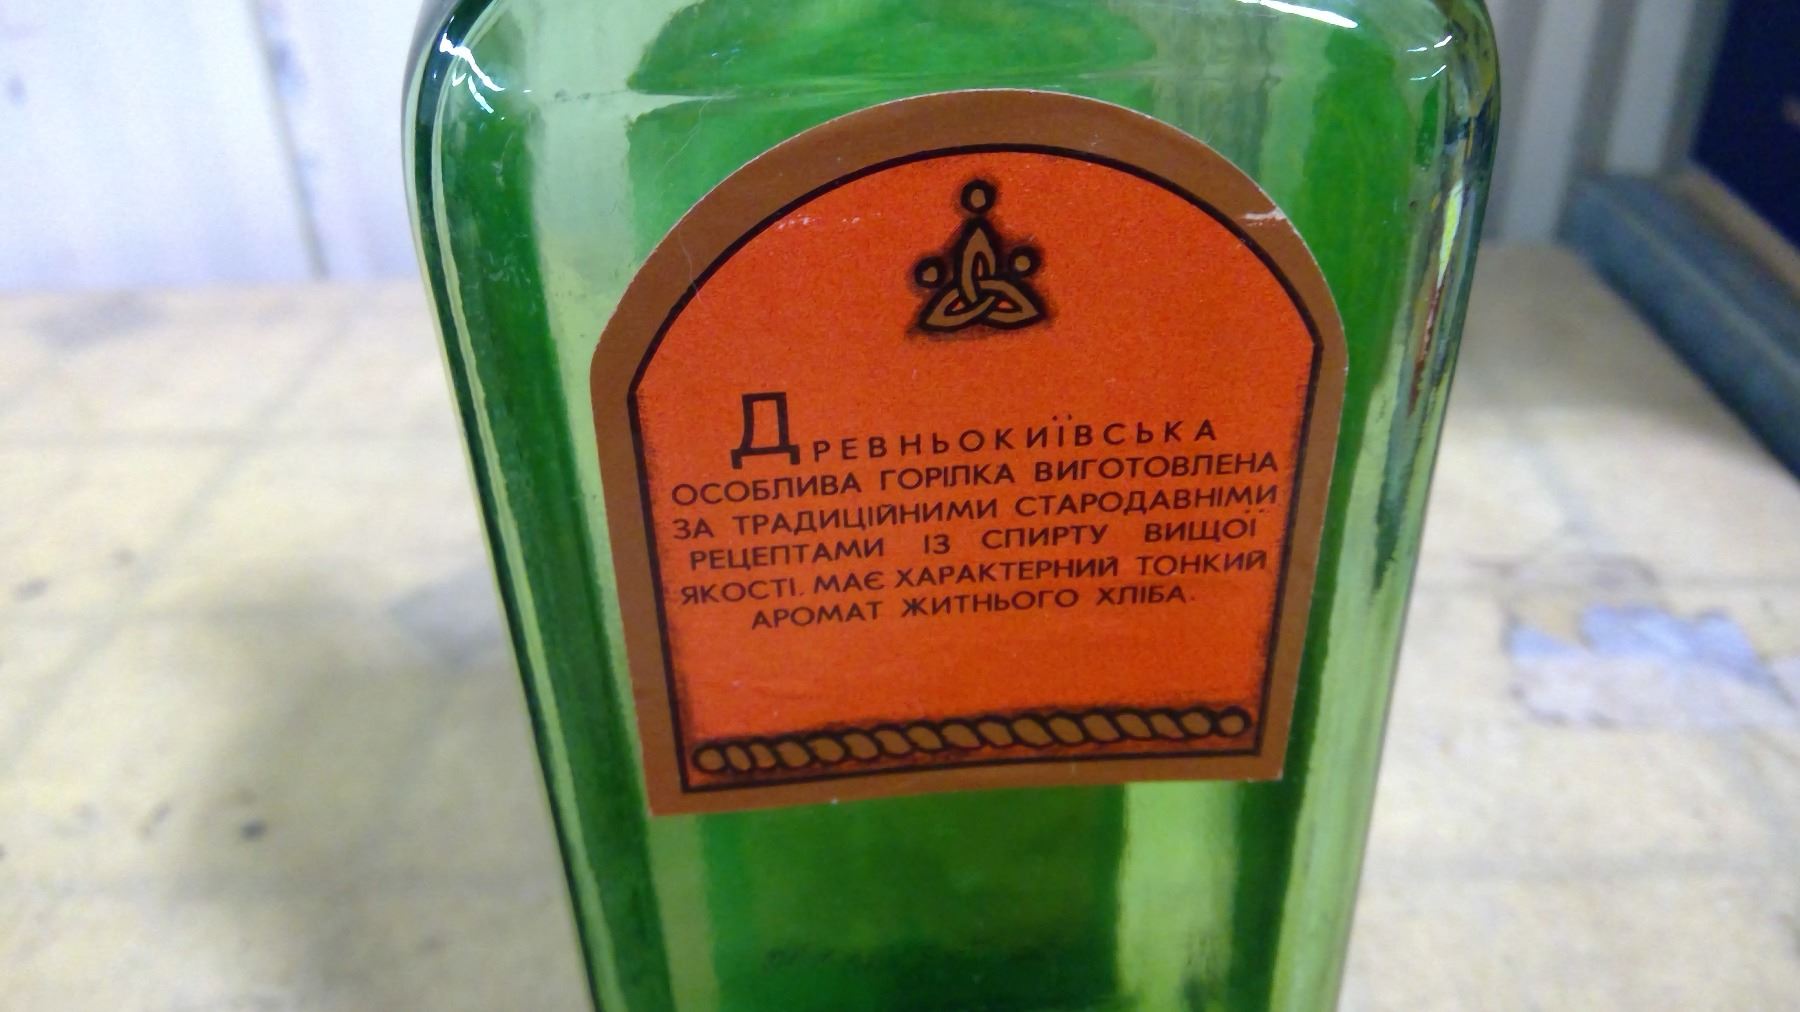 ДРЕВНЬОКИЇВСЬКА
ОСОБЛИВА ГОРІЛКА ВИГОТОВЛЕНА
ЗА ТРАДИЦІЙНИМИ СТАРОДАВНІМИ
РЕЦЕПТАМИ ІЗ СПИРТУ ВИЩОЇ
ЯКОСТІ. МАЄ ХАРАКТЕРНИЙ ТОНКИЙ
АРОМАТ ЖИТНЬОГО ХЛІБА.